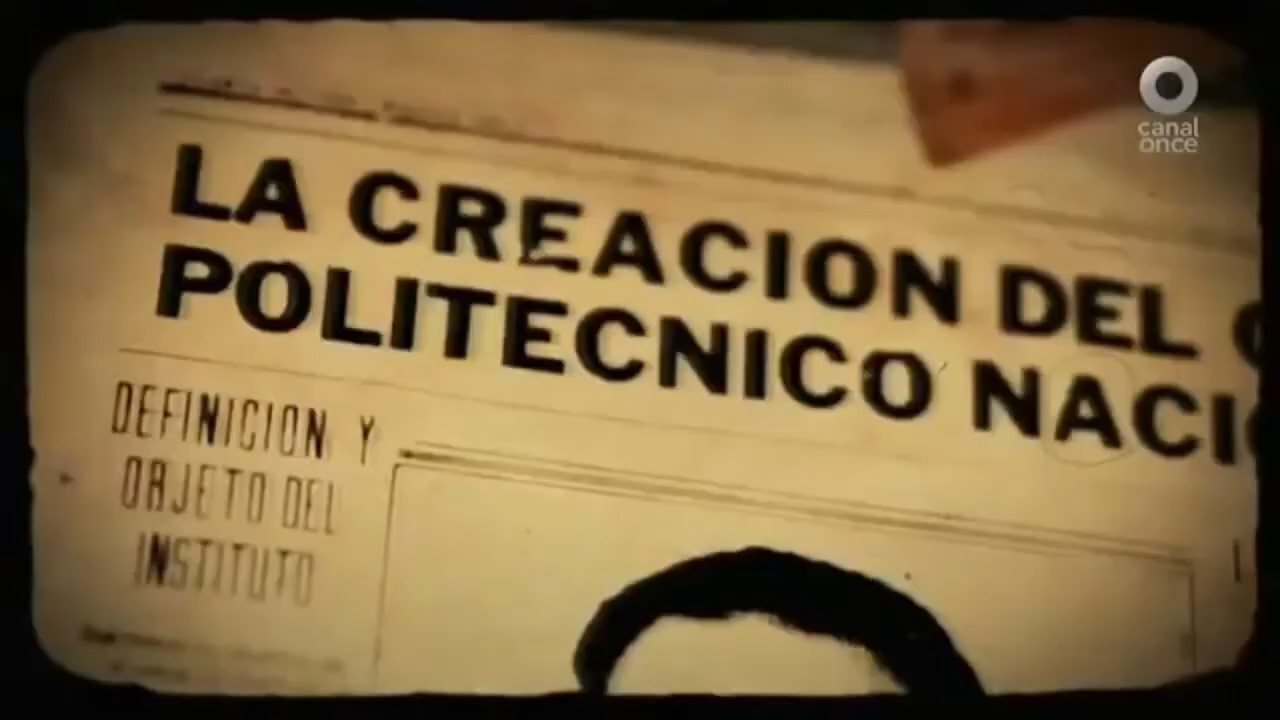 LA CREACION DEL
POLITECNICO NACI
DEFINICION Y
OBJETO DEL
INSTITUTO
canal
once